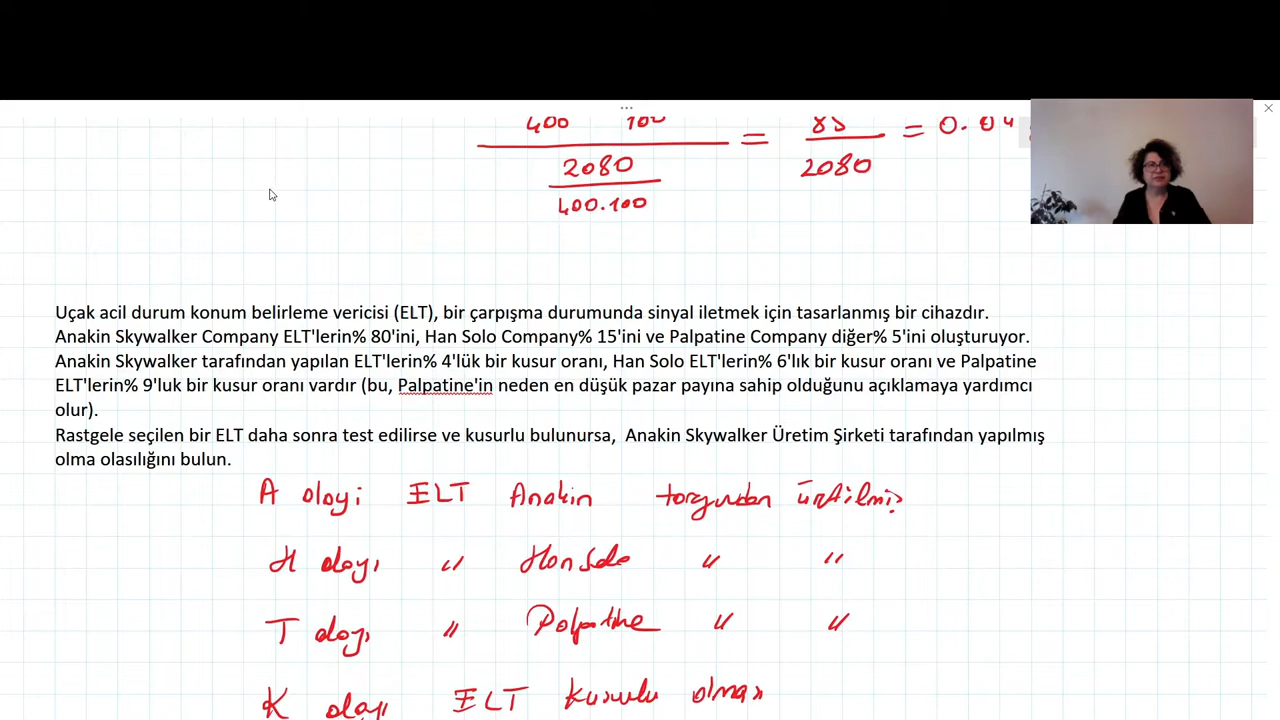 400 100
2080
400.100
= 85
2080
= 0.04
Uçak acil durum konum belirleme vericisi (ELT), bir çarpışma durumunda sinyal iletmek için tasarlanmış bir cihazdır.
Anakin Skywalker Company ELT'lerin% 80'ini, Han Solo Company% 15'ini ve Palpatine Company diğer% 5'ini oluşturuyor.
Anakin Skywalker tarafından yapılan ELT'lerin% 4'lük bir kusur oranı, Han Solo ELT'lerin% 6'lık bir kusur oranı ve Palpatine
ELT'lerin% 9'luk bir kusur oranı vardır (bu, Palpatine'in neden en düşük pazar payına sahip olduğunu açıklamaya yardımcı
olur).
Rastgele seçilen bir ELT daha sonra test edilirse ve kusurlu bulunursa, Anakin Skywalker Üretim Şirketi tarafından yapılmış
olma olasılığını bulun.
A olayi ELT Anakin tarafından üretilmiş
H olayı " Han Solo " "
T olayı " Palpatine " "
K olayı ELT kusurlu olması